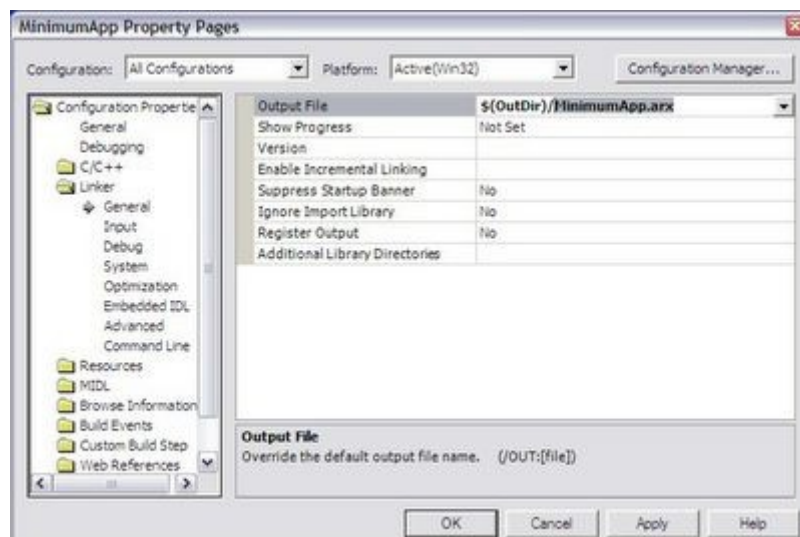 MinimumApp Property Pages
Configuration: All Configurations Platform: Active(Win32) Configuration Manager...
Configuration Propertie
General
Debugging
C/C++
Linker
General
Input
Debug
System
Optimization
Embedded IDL
Advanced
Command Line
Resources
MIDL
Browse Information
Build Events
Custom Build Step
Web References
Output File $(OutDir)/MinimumApp.arx
Show Progress Not Set
Version
Enable Incremental Linking
Suppress Startup Banner No
Ignore Import Library No
Register Output No
Additional Library Directories
Output File
Override the default output file name. (/OUT:[file])
OK Cancel Apply Help